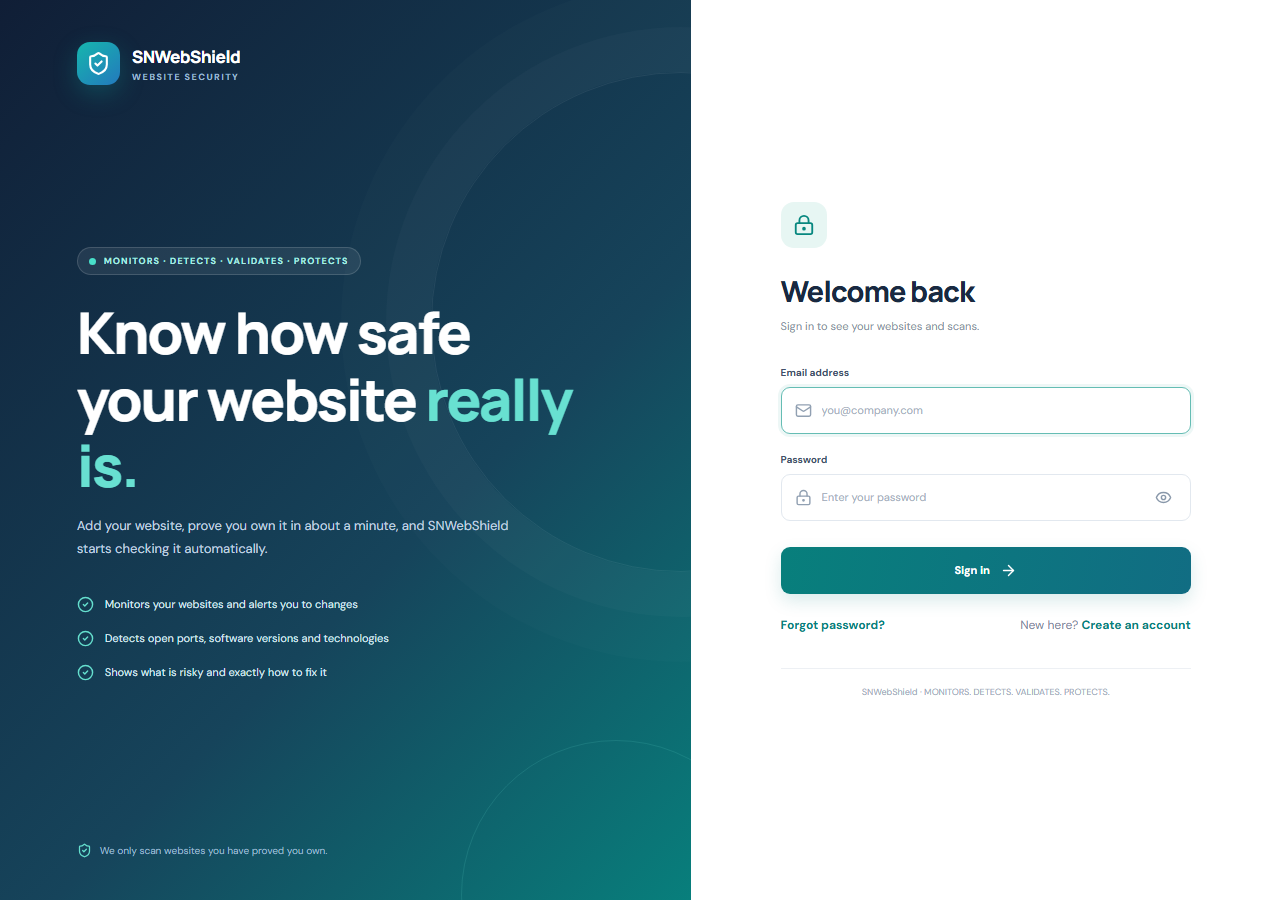 SNWebShield
WEBSITE SECURITY
MONITORS · DETECTS · VALIDATES · PROTECTS
Know how safe
your website really
is.
Add your website, prove you own it in about a minute, and SNWebShield
starts checking it automatically.
Monitors your websites and alerts you to changes
Detects open ports, software versions and technologies
Shows what is risky and exactly how to fix it
We only scan websites you have proved you own.
Welcome back
Sign in to see your websites and scans.
Email address
you@company.com
Password
Enter your password
Sign in
Forgot password?
New here? Create an account
SNWebShield · MONITORS. DETECTS. VALIDATES. PROTECTS.